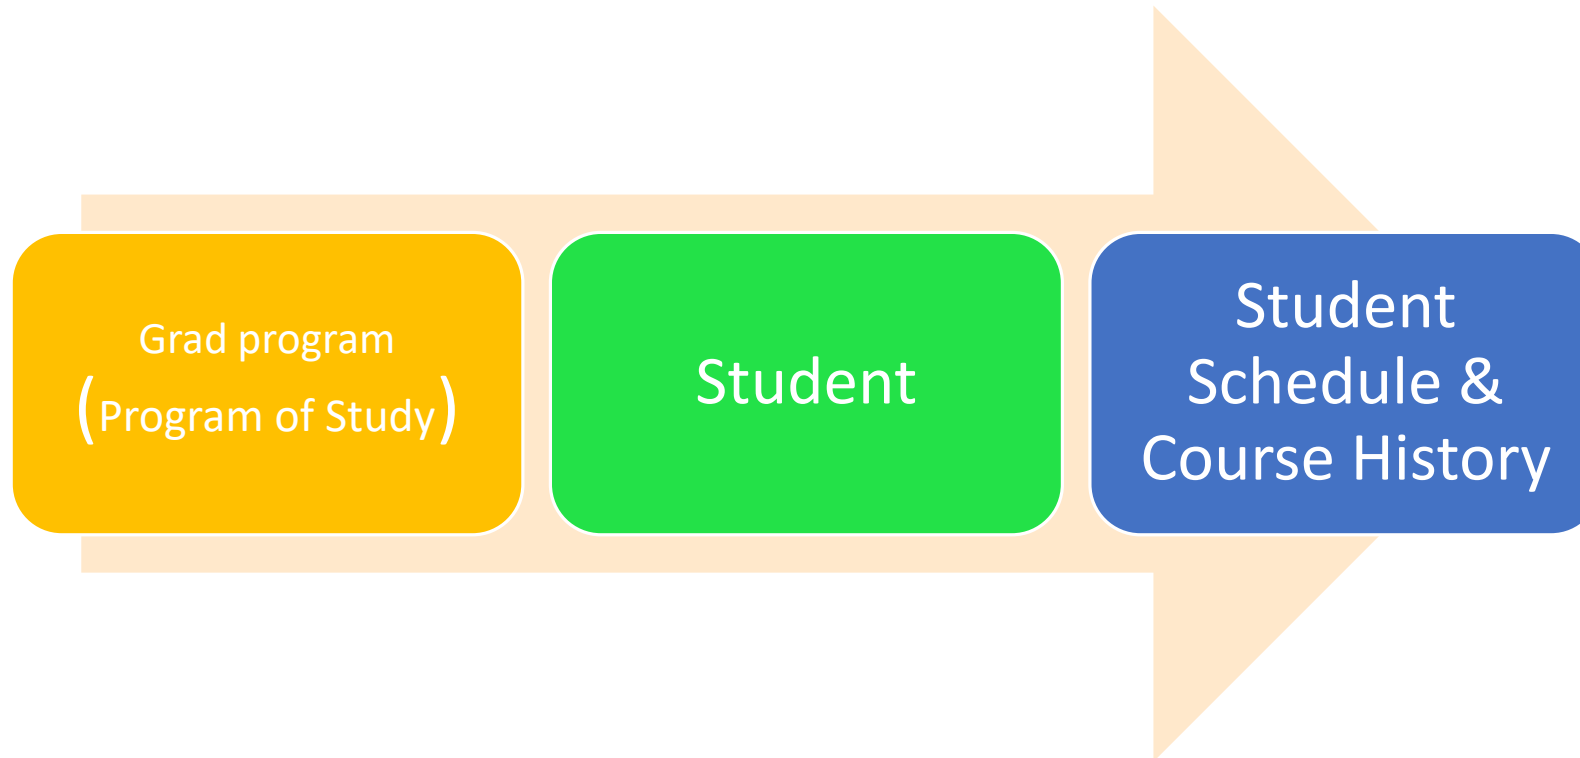 Grad program
(Program of Study)
Student
Student
Schedule &
Course History